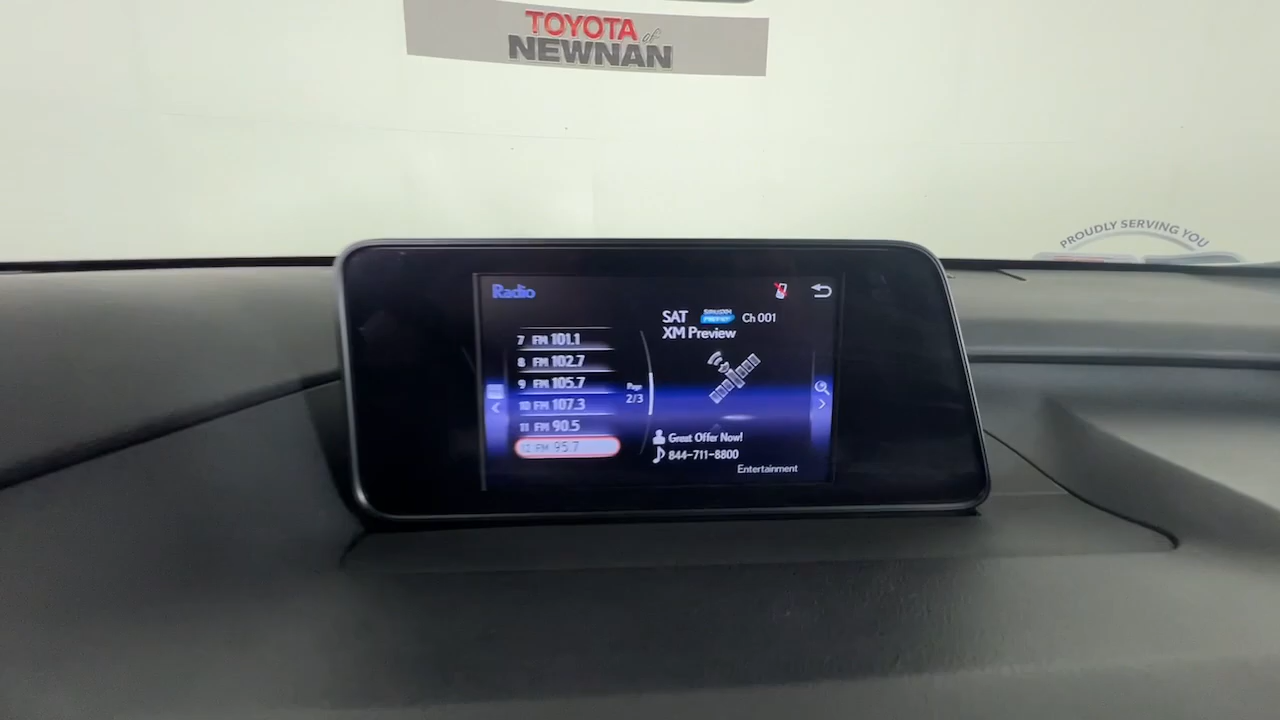 TOYOTA of
NEWNAN
PROUDLY SERVING YOU
Radio
SAT SIRIUSXM Ch 001
XM Preview
7 FM 101.1
8 FM 102.7
9 FM 105.7
10 FM 107.3
11 FM 90.5
12 FM 95.7
Page
2/3
Great Offer Now!
844-711-8800
Entertainment